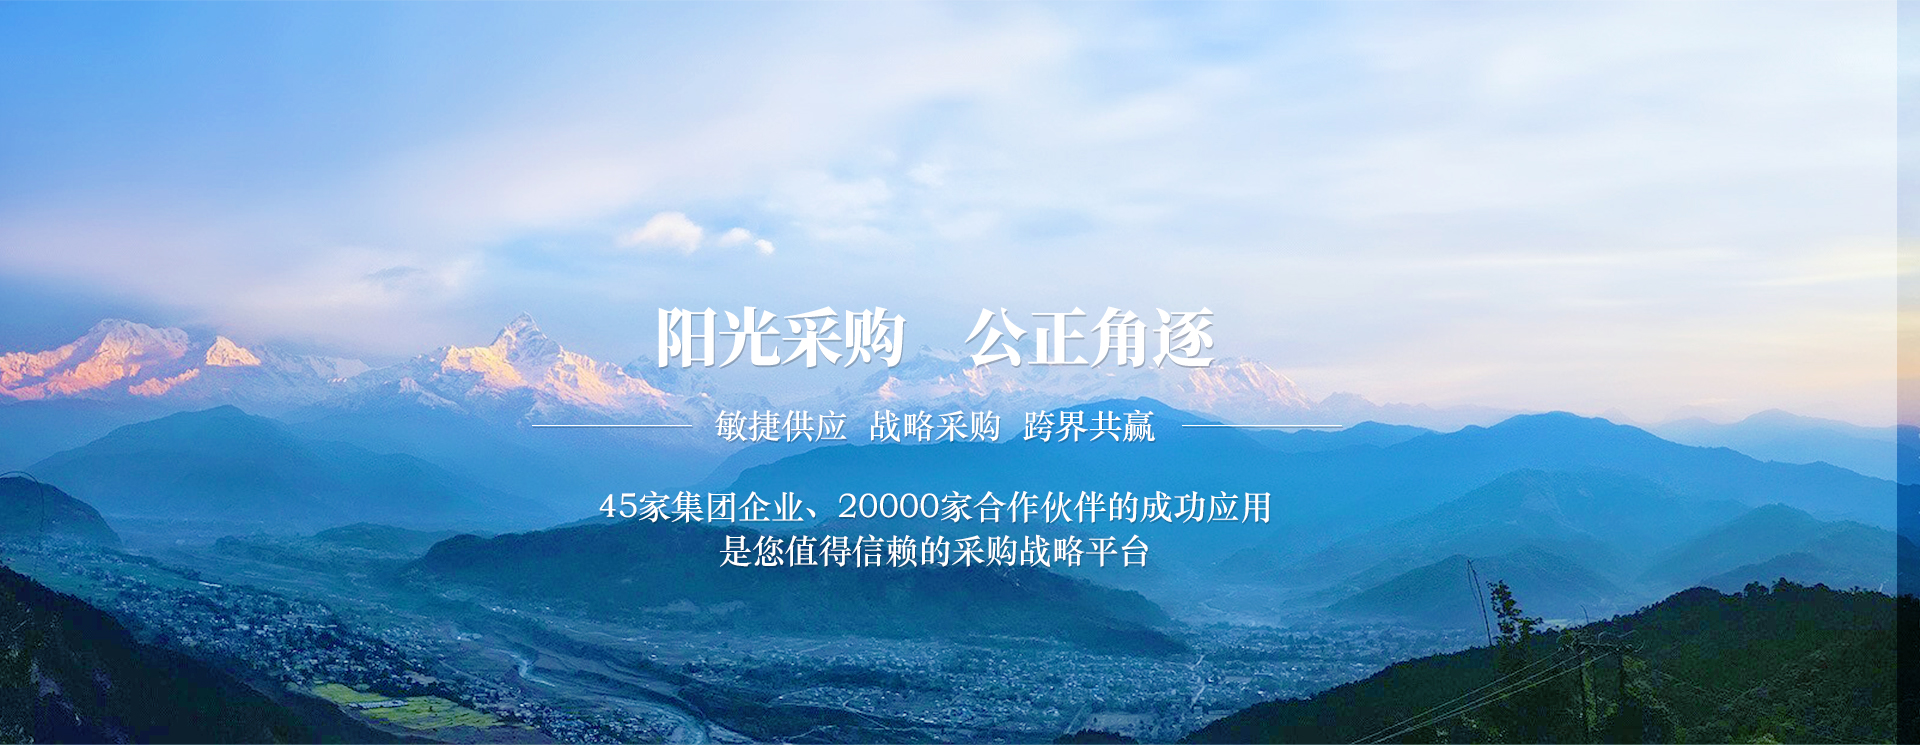 阳光采购 公正角逐
敏捷供应 战略采购 跨界共赢
45家集团企业、20000家合作伙伴的成功应用
是您值得信赖的采购战略平台